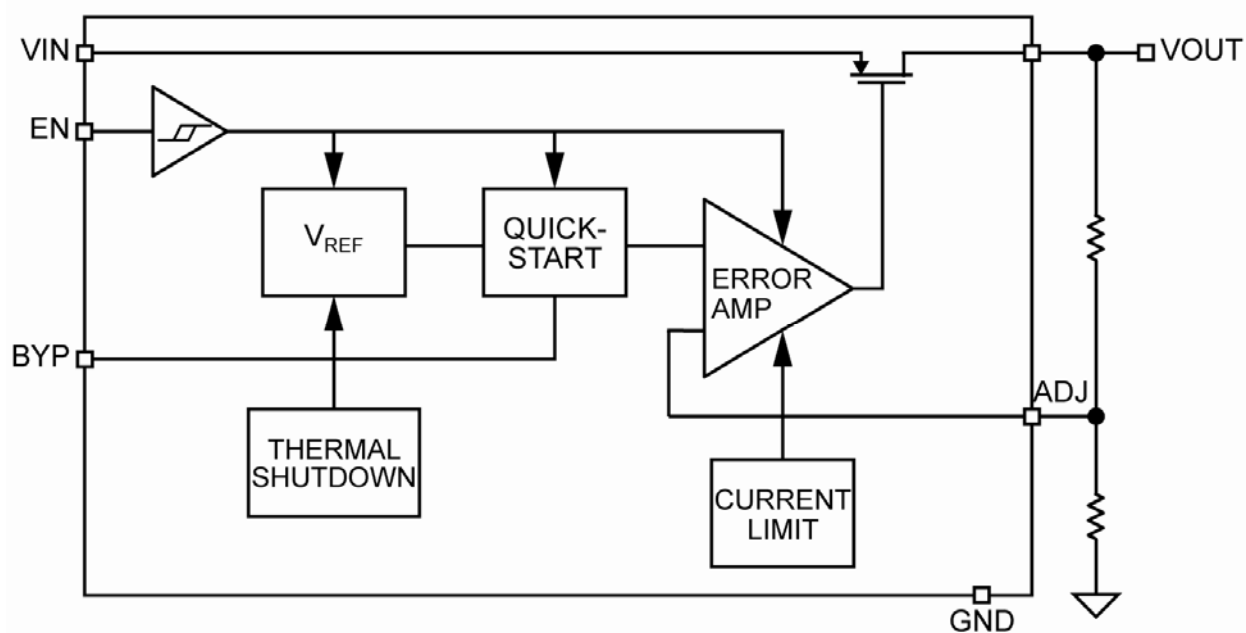 VIN
VOUT
EN
VREF
QUICK-
START
ERROR
AMP
BYP
ADJ
THERMAL
SHUTDOWN
CURRENT
LIMIT
GND